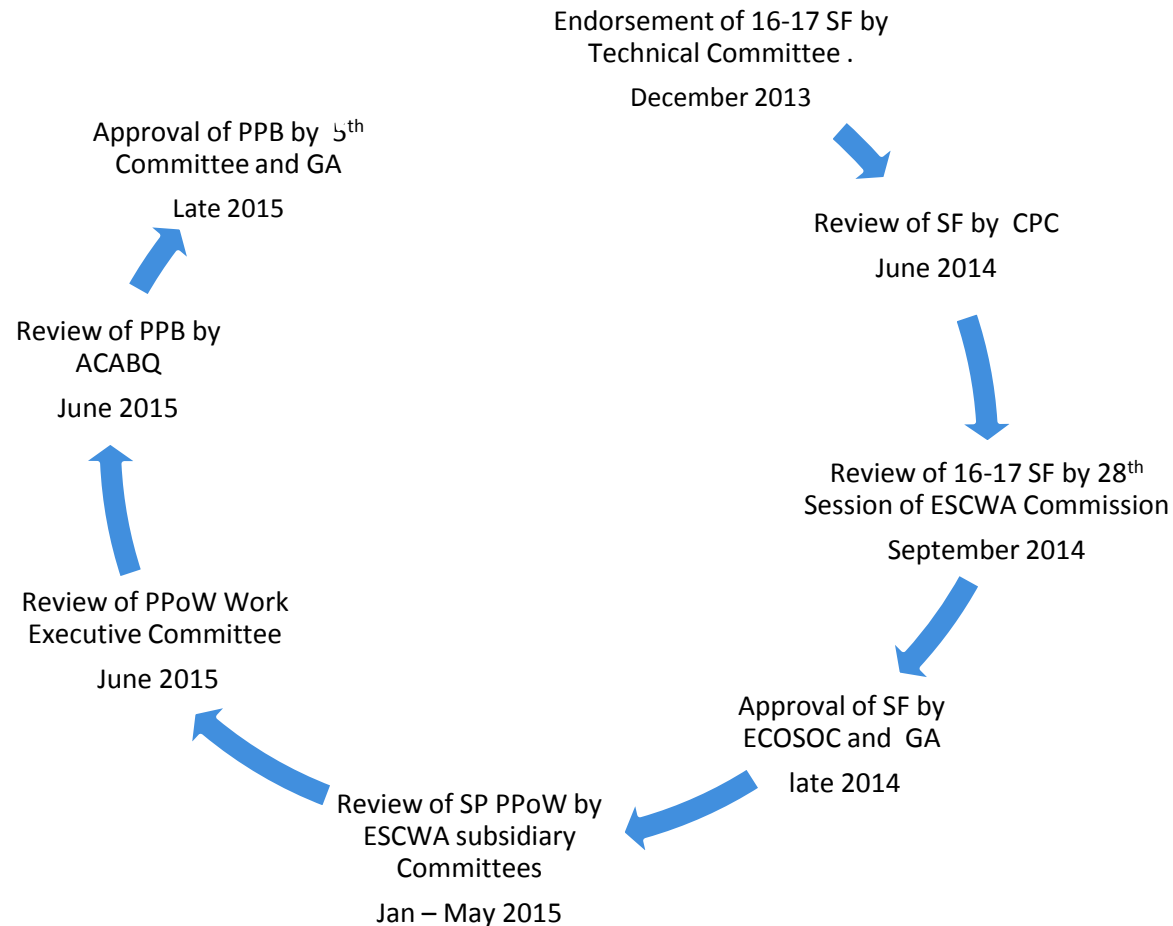 Endorsement of 16-17 SF by
Technical Committee .
December 2013
Review of SF by CPC
June 2014
Review of 16-17 SF by 28th
Session of ESCWA Commission
September 2014
Approval of SF by
ECOSOC and GA
late 2014
Review of SP PPoW by
ESCWA subsidiary
Committees
Jan – May 2015
Review of PPoW Work
Executive Committee
June 2015
Review of PPB by
ACABQ
June 2015
Approval of PPB by 5th
Committee and GA
Late 2015